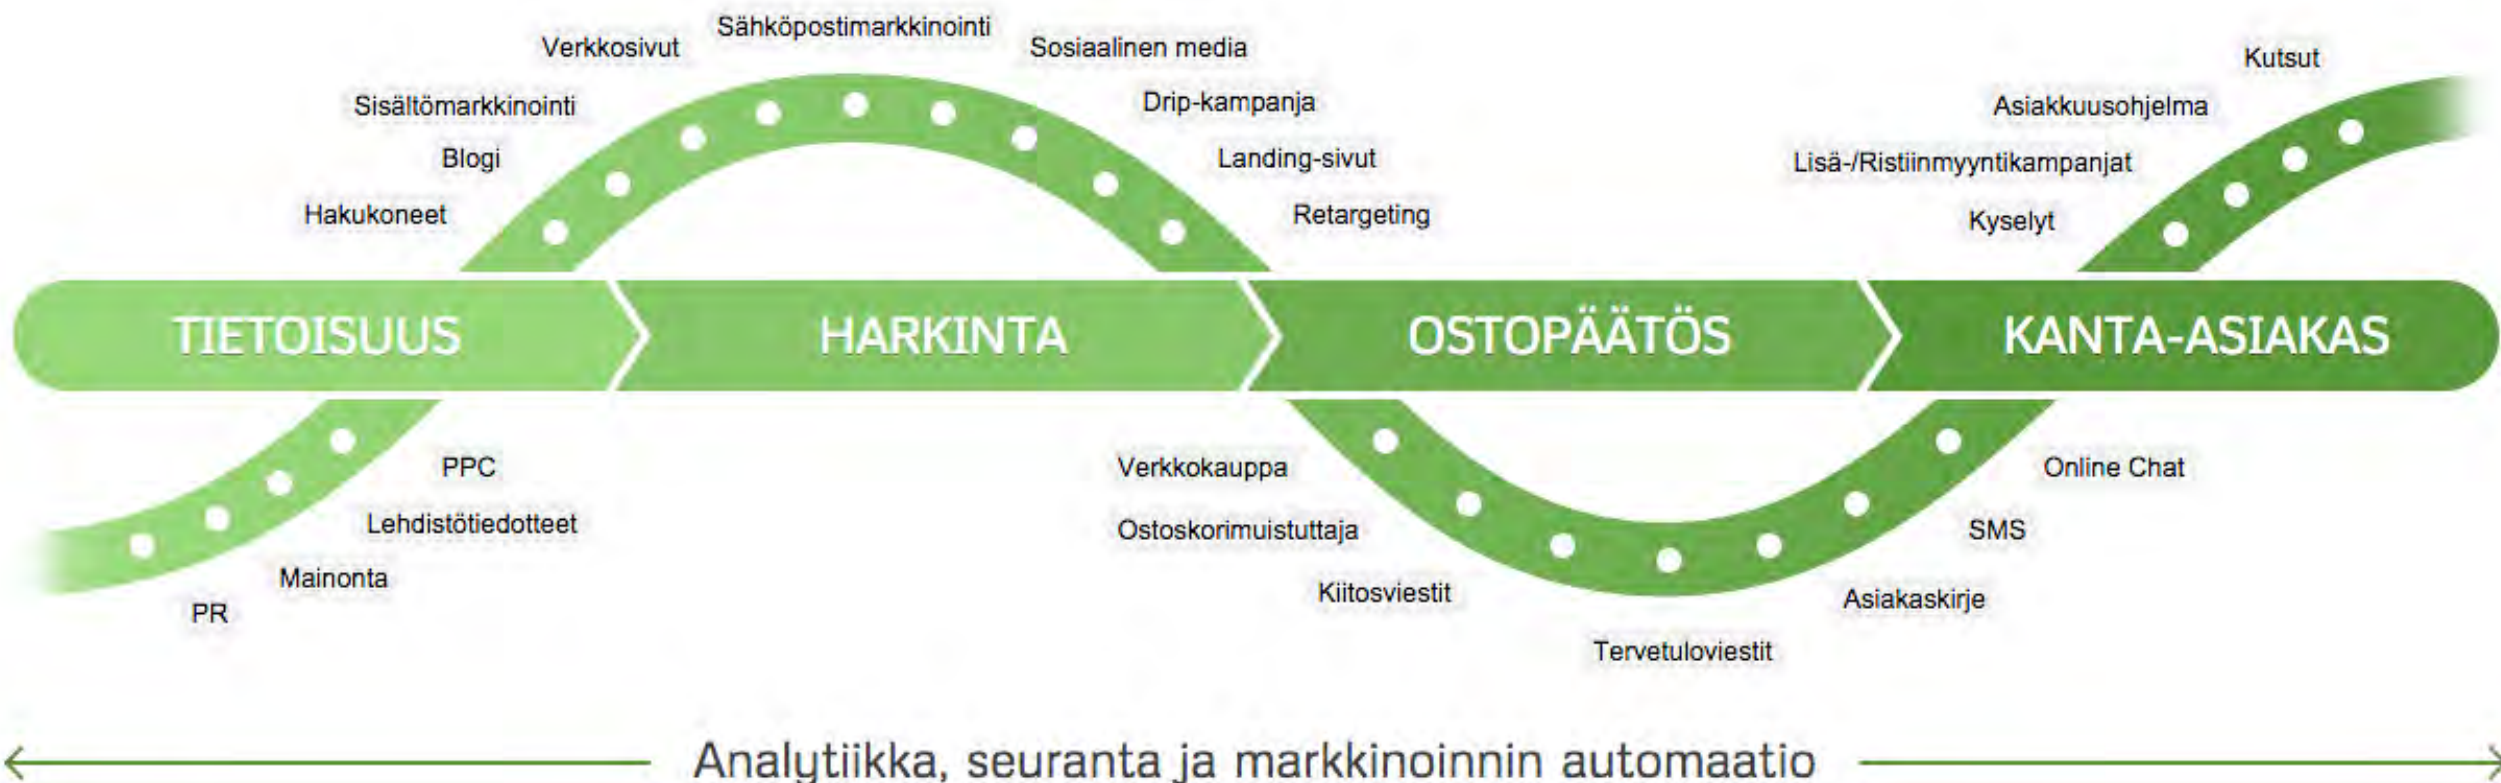 Sähköpostimarkkinointi
Verkkosivut
Sosiaalinen media
Kutsut
Sisältömarkkinointi
Drip-kampanja
Asiakkuusohjelma
Blogi
Landing-sivut
Lisä-/Ristiinmyyntikampanjat
Hakukoneet
Retargeting
Kyselyt
TIETOISUUS
HARKINTA
OSTOPÄÄTÖS
KANTA-ASIAKAS
PPC
Verkkokauppa
Online Chat
Lehdistötiedotteet
Ostoskorimuistuttaja
SMS
Mainonta
Kiitosviestit
Asiakaskirje
PR
Tervetuloviestit
Analytiikka, seuranta ja markkinoinnin automaatio